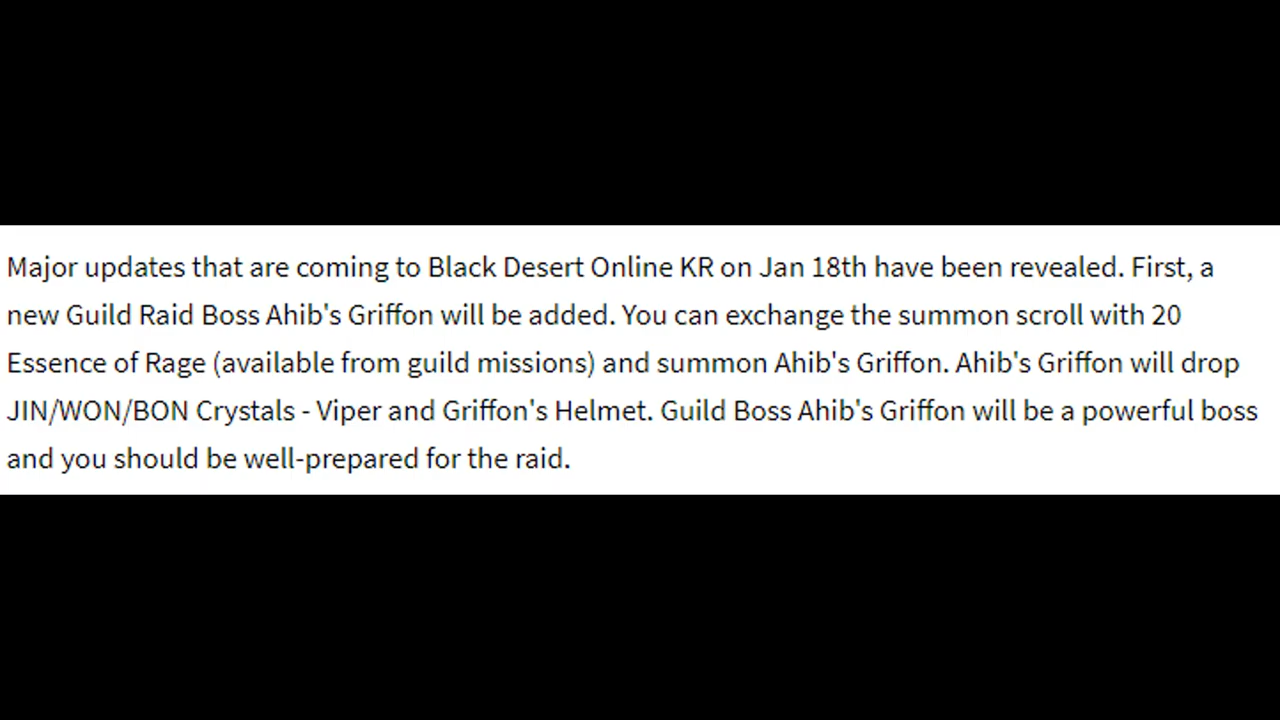 Major updates that are coming to Black Desert Online KR on Jan 18th have been revealed. First, a
new Guild Raid Boss Ahib's Griffon will be added. You can exchange the summon scroll with 20
Essence of Rage (available from guild missions) and summon Ahib's Griffon. Ahib's Griffon will drop
JIN/WON/BON Crystals - Viper and Griffon's Helmet. Guild Boss Ahib's Griffon will be a powerful boss
and you should be well-prepared for the raid.